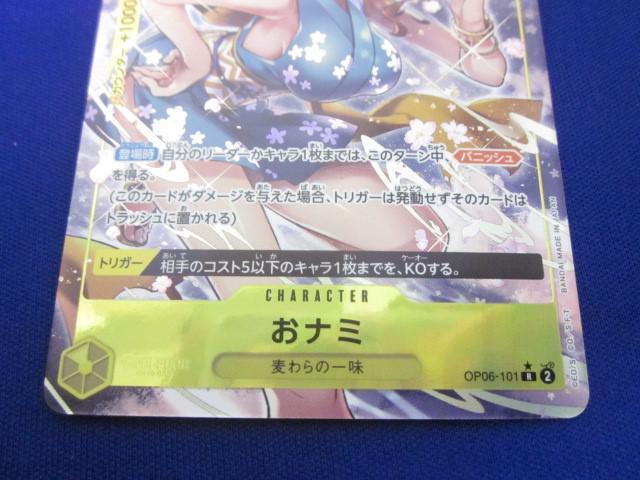 カウンター +1000
登場時 自分のリーダーかキャラ1枚までは、このターン中、バニッシュ
を得る。
(このカードがダメージを与えた場合、トリガーは発動せずそのカードは
トラッシュに置かれる)
トリガー 相手のコスト5以下のキャラ1枚までを、KOする。
CHARACTER
おナミ
麦わらの一味
OP06-101 R 2
BANDAI MADE IN JAPAN